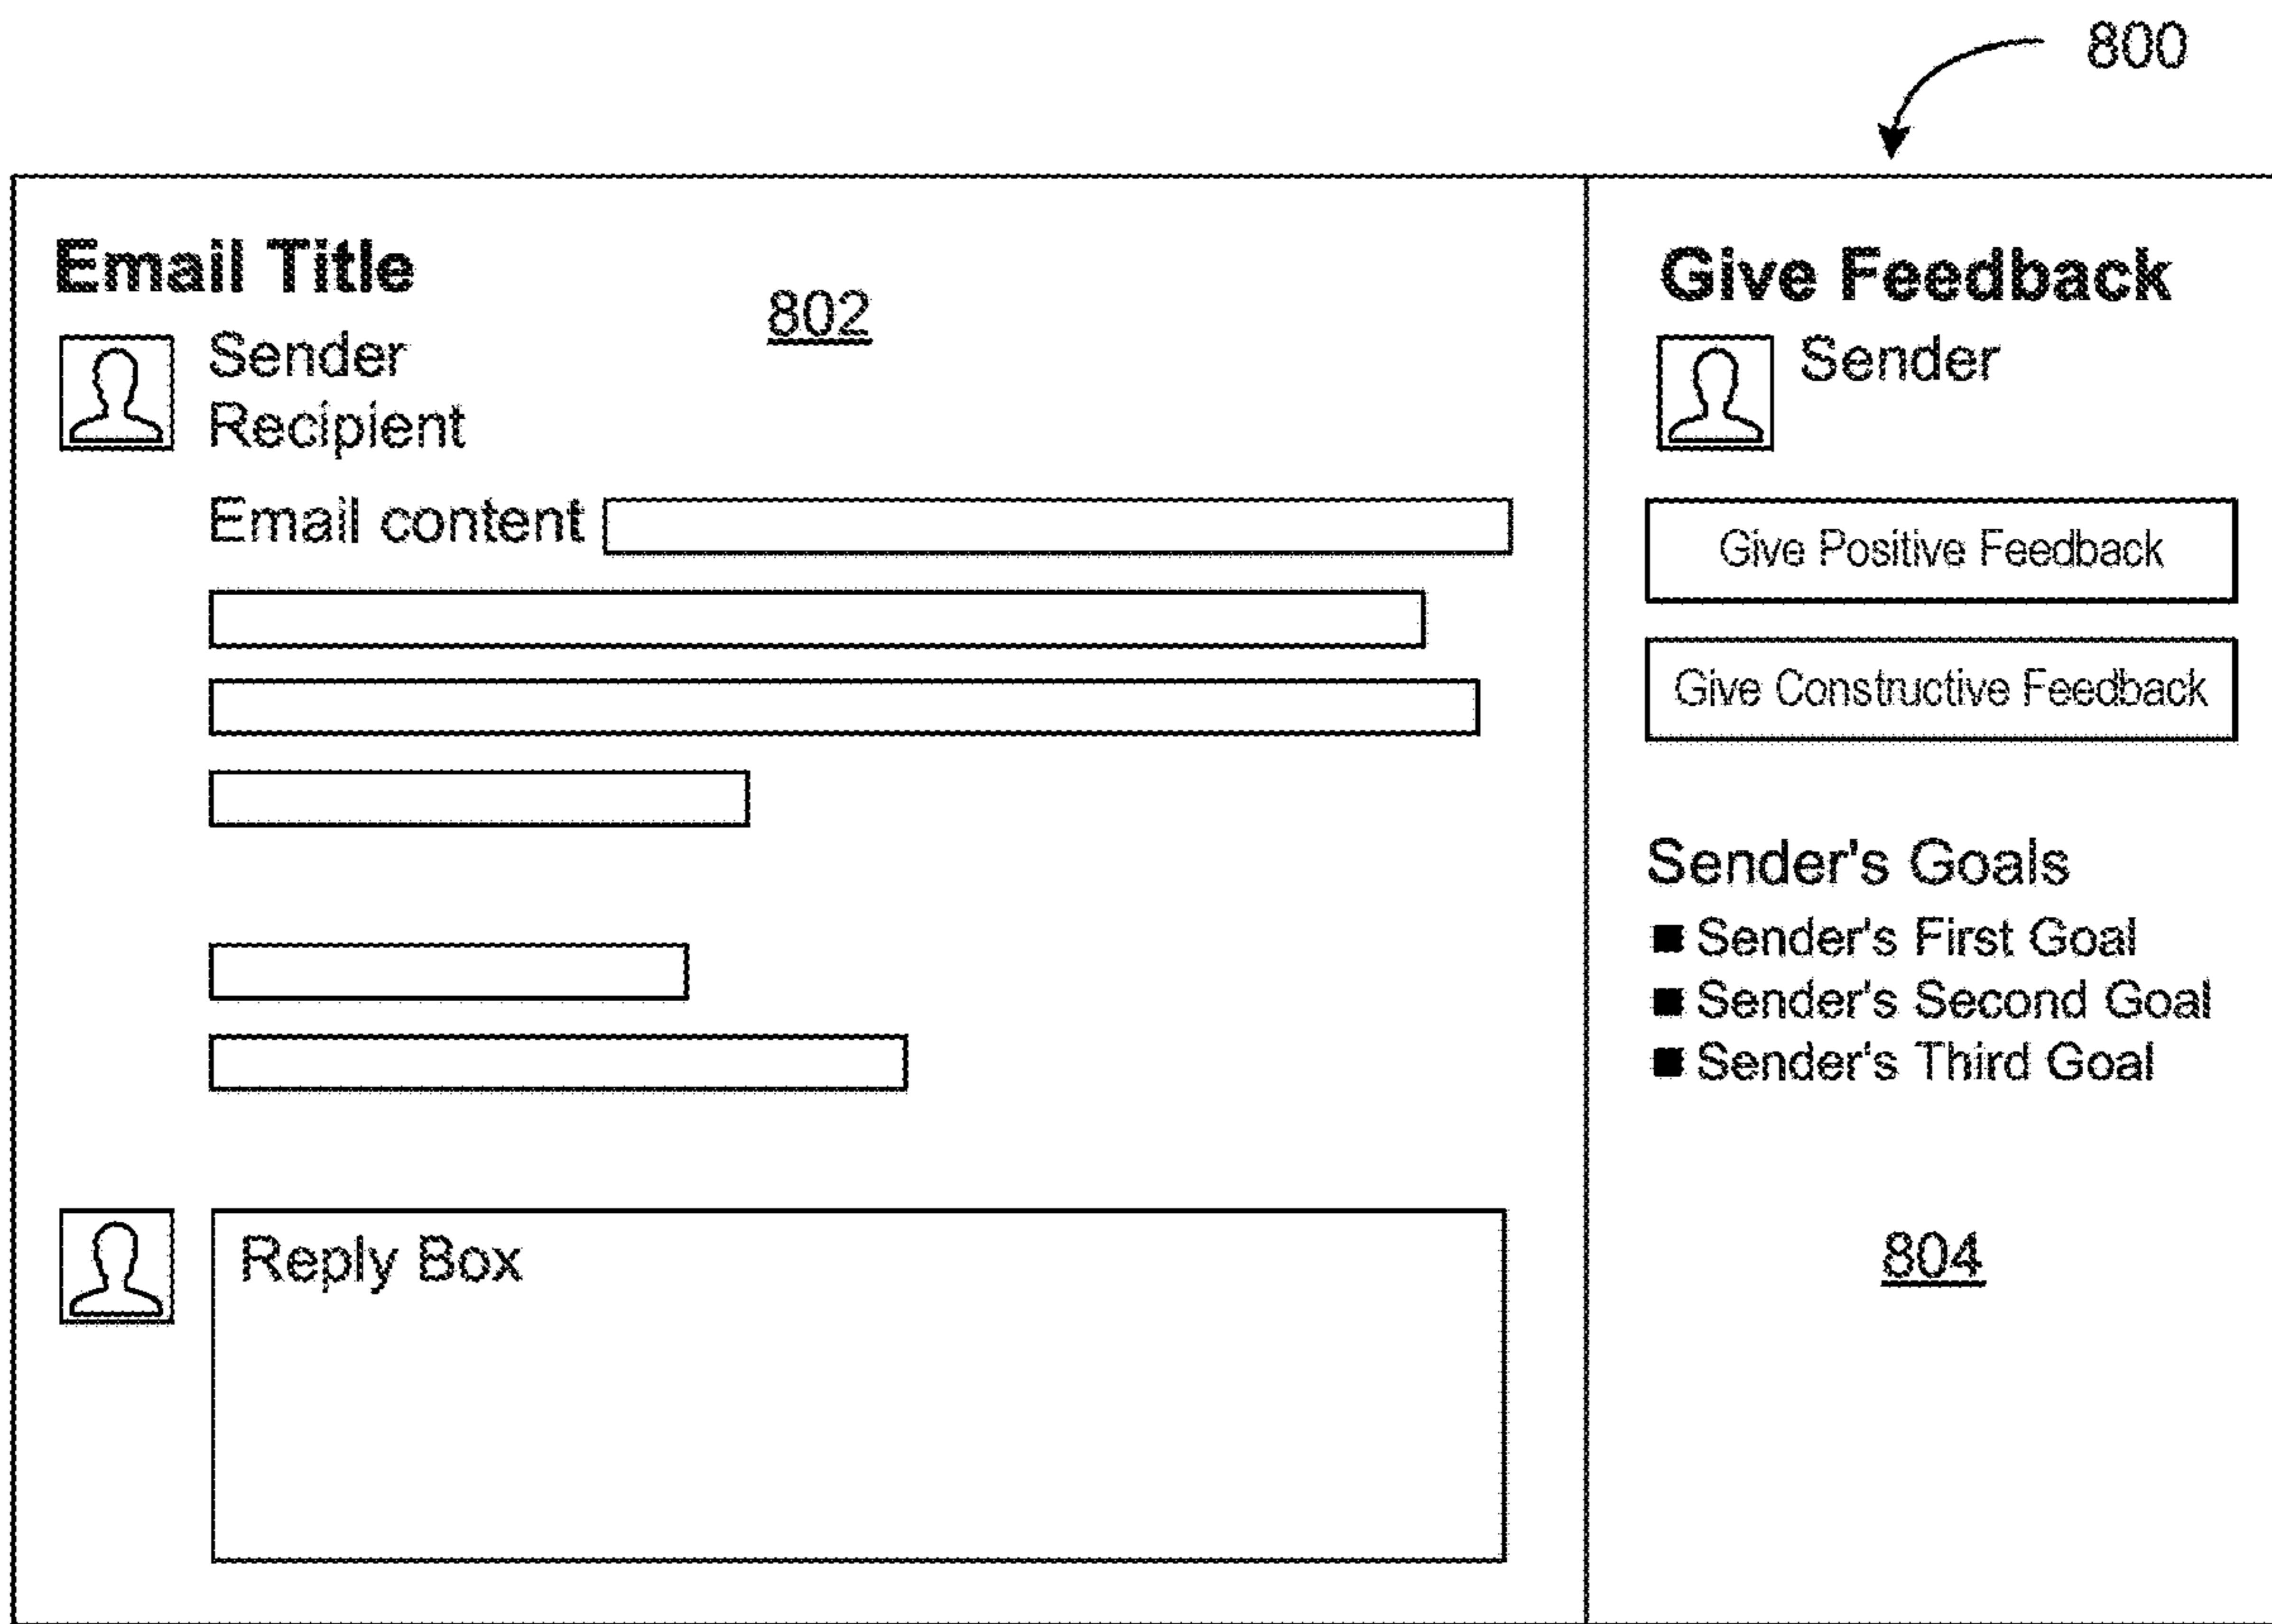 800
Email Title
802
Sender
Recipient
Email content
Reply Box
Give Feedback
Sender
Give Positive Feedback
Give Constructive Feedback
Sender's Goals
■ Sender's First Goal
■ Sender's Second Goal
■ Sender's Third Goal
804